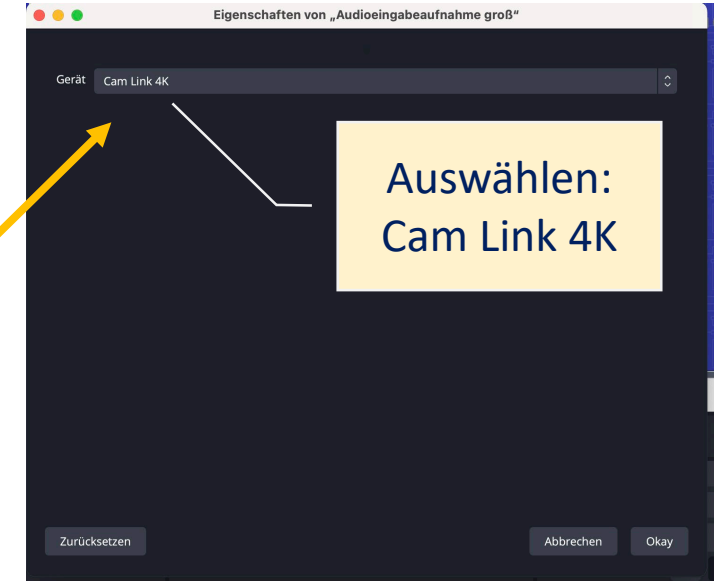 Eigenschaften von „Audioeingabeaufnahme groß“
Gerät Cam Link 4K
Auswählen:
Cam Link 4K
Zurücksetzen Abbrechen Okay